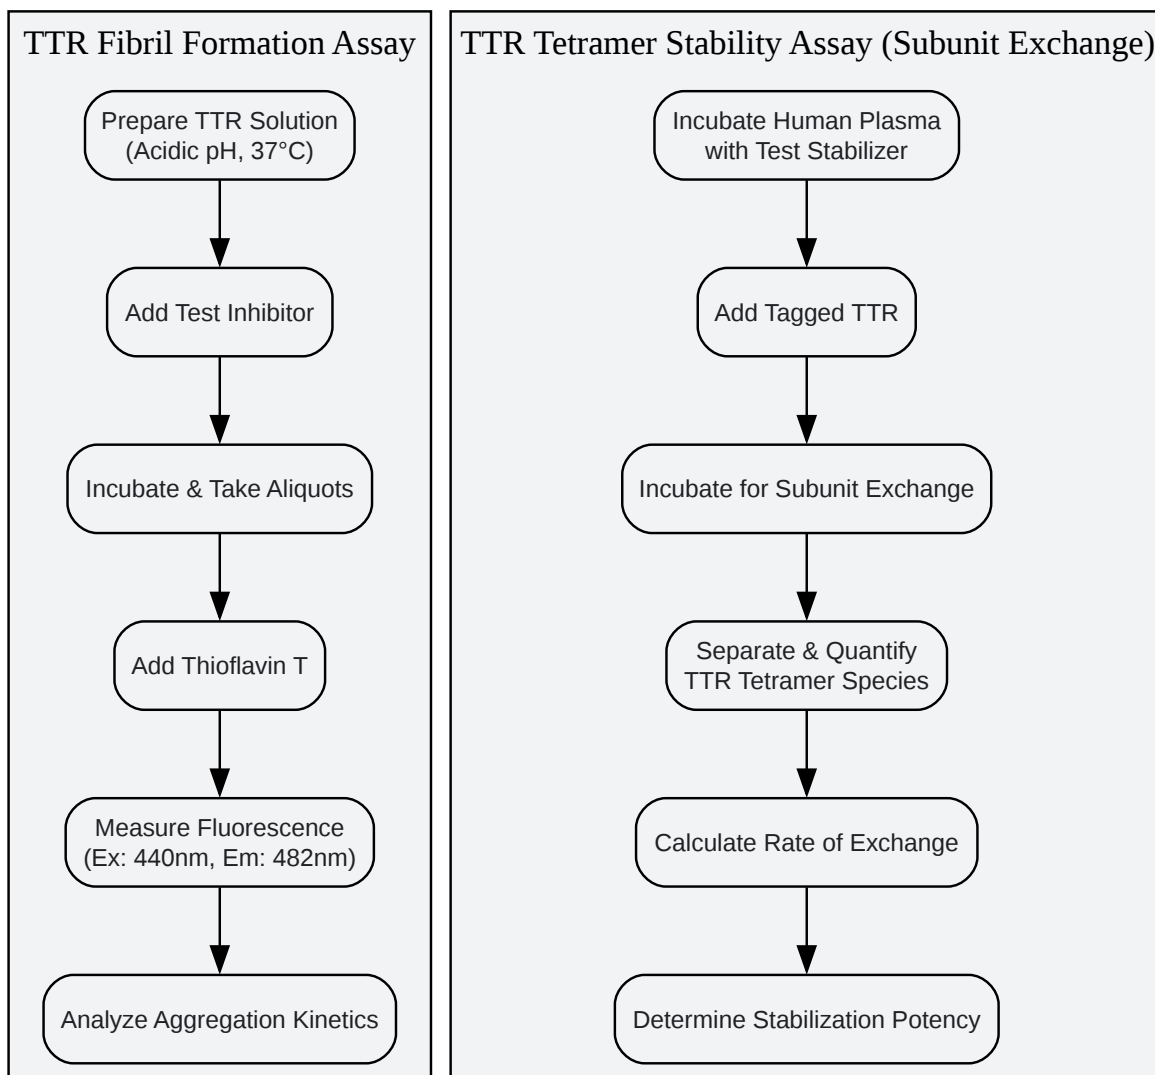 TTR Fibril Formation Assay
Prepare TTR Solution
(Acidic pH, 37°C)
Add Test Inhibitor
Incubate & Take Aliquots
Add Thioflavin T
Measure Fluorescence
(Ex: 440nm, Em: 482nm)
Analyze Aggregation Kinetics
TTR Tetramer Stability Assay (Subunit Exchange)
Incubate Human Plasma
with Test Stabilizer
Add Tagged TTR
Incubate for Subunit Exchange
Separate & Quantify
TTR Tetramer Species
Calculate Rate of Exchange
Determine Stabilization Potency